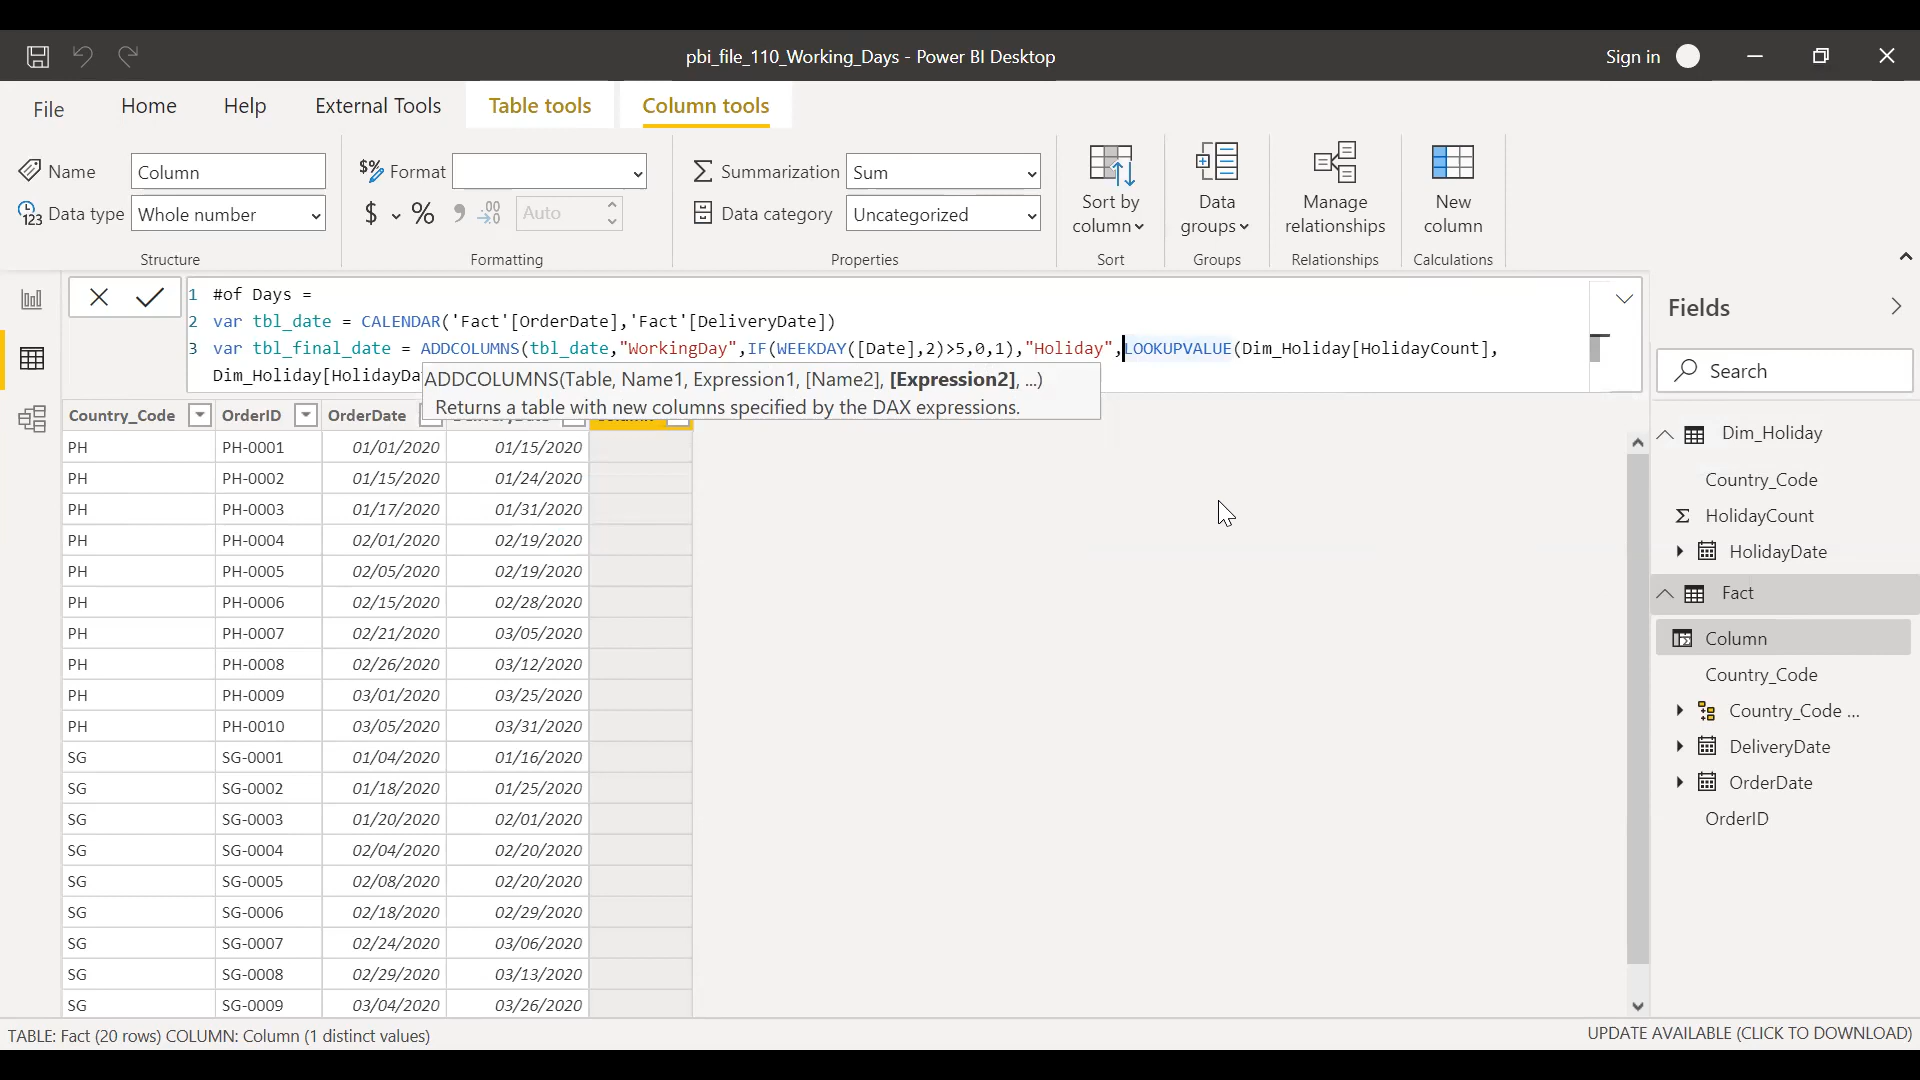 pbi_file_110_Working_Days - Power BI Desktop
Sign in
File Home Help External Tools Table tools Column tools
Name Column
Data type Whole number
Structure
Format
$ % Auto
Formatting
Summarization Sum
Data category Uncategorized
Properties
Sort by
column
Sort
Data
groups
Groups
Manage
relationships
Relationships
New
column
Calculations
1 #of Days =
2 var tbl_date = CALENDAR('Fact'[OrderDate],'Fact'[DeliveryDate])
3 var tbl_final_date = ADDCOLUMNS(tbl_date,"WorkingDay",IF(WEEKDAY([Date],2)>5,0,1),"Holiday",LOOKUPVALUE(Dim_Holiday[HolidayCount],
Dim_Holiday[HolidayDa
ADDCOLUMNS(Table, Name1, Expression1, [Name2], [Expression2], ...)
Returns a table with new columns specified by the DAX expressions.
Country_Code OrderID OrderDate
PH PH-0001 01/01/2020 01/15/2020
PH PH-0002 01/15/2020 01/24/2020
PH PH-0003 01/17/2020 01/31/2020
PH PH-0004 02/01/2020 02/19/2020
PH PH-0005 02/05/2020 02/19/2020
PH PH-0006 02/15/2020 02/28/2020
PH PH-0007 02/21/2020 03/05/2020
PH PH-0008 02/26/2020 03/12/2020
PH PH-0009 03/01/2020 03/25/2020
PH PH-0010 03/05/2020 03/31/2020
SG SG-0001 01/04/2020 01/16/2020
SG SG-0002 01/18/2020 01/25/2020
SG SG-0003 01/20/2020 02/01/2020
SG SG-0004 02/04/2020 02/20/2020
SG SG-0005 02/08/2020 02/20/2020
SG SG-0006 02/18/2020 02/29/2020
SG SG-0007 02/24/2020 03/06/2020
SG SG-0008 02/29/2020 03/13/2020
SG SG-0009 03/04/2020 03/26/2020
Fields
Search
Dim_Holiday
Country_Code
HolidayCount
HolidayDate
Fact
Column
Country_Code
Country_Code ...
DeliveryDate
OrderDate
OrderID
TABLE: Fact (20 rows) COLUMN: Column (1 distinct values)
UPDATE AVAILABLE (CLICK TO DOWNLOAD)